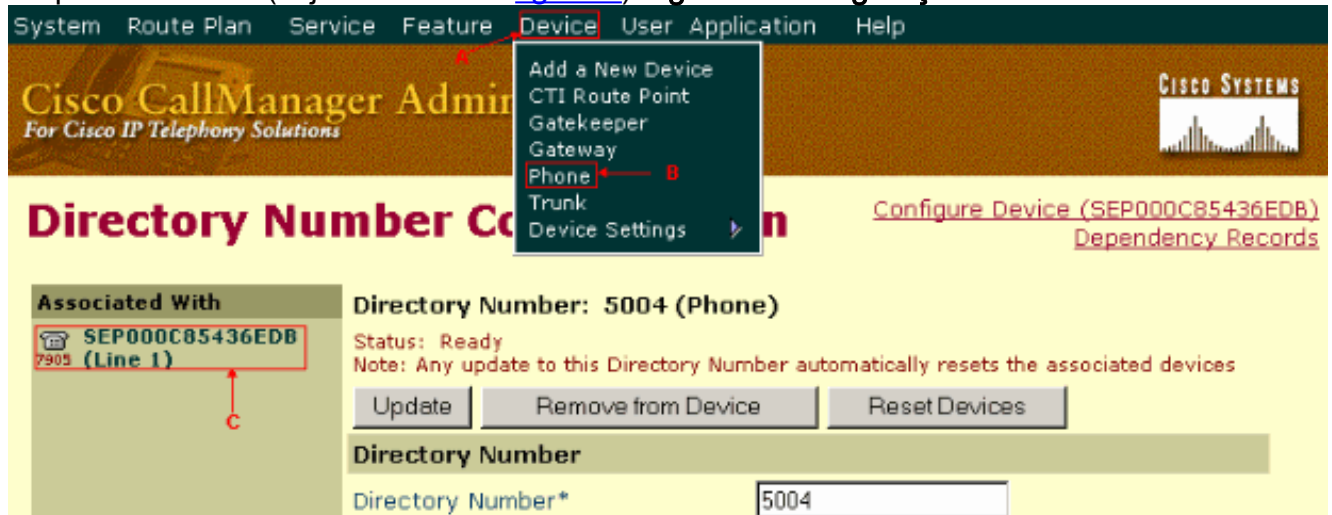 System Route Plan Service Feature Device User Application Help
A
Add a New Device
CTI Route Point
Gatekeeper
Gateway
Phone
B
Trunk
Device Settings
Cisco CallManager Admin
For Cisco IP Telephony Solutions
CISCO SYSTEMS
Directory Number Co n
Configure Device (SEP000C85436EDB)
Dependency Records
Associated With
SEP000C85436EDB
7905 (Line 1)
C
Directory Number: 5004 (Phone)
Status: Ready
Note: Any update to this Directory Number automatically resets the associated devices
Update Remove from Device Reset Devices
Directory Number
Directory Number* 5004